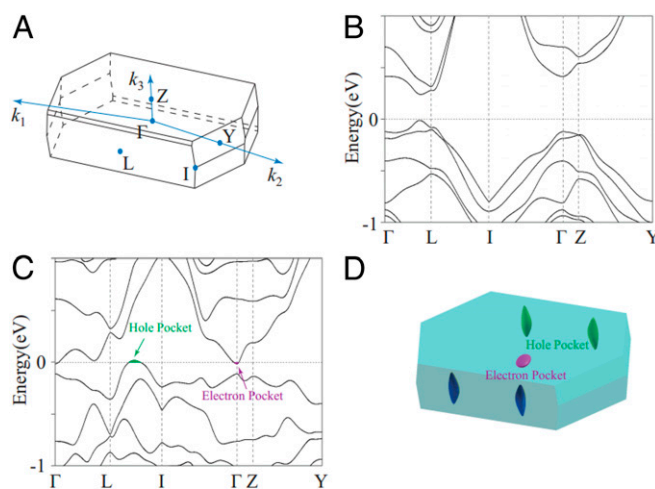 A
k3
Z
k1
Γ
Y
L
I
k2
B
Energy(eV)
0
-1
Γ L I Γ Z Y
C
Energy(eV)
Hole Pocket
0
Electron Pocket
-1
Γ L I Γ Z Y
D
Hole Pocket
Electron Pocket